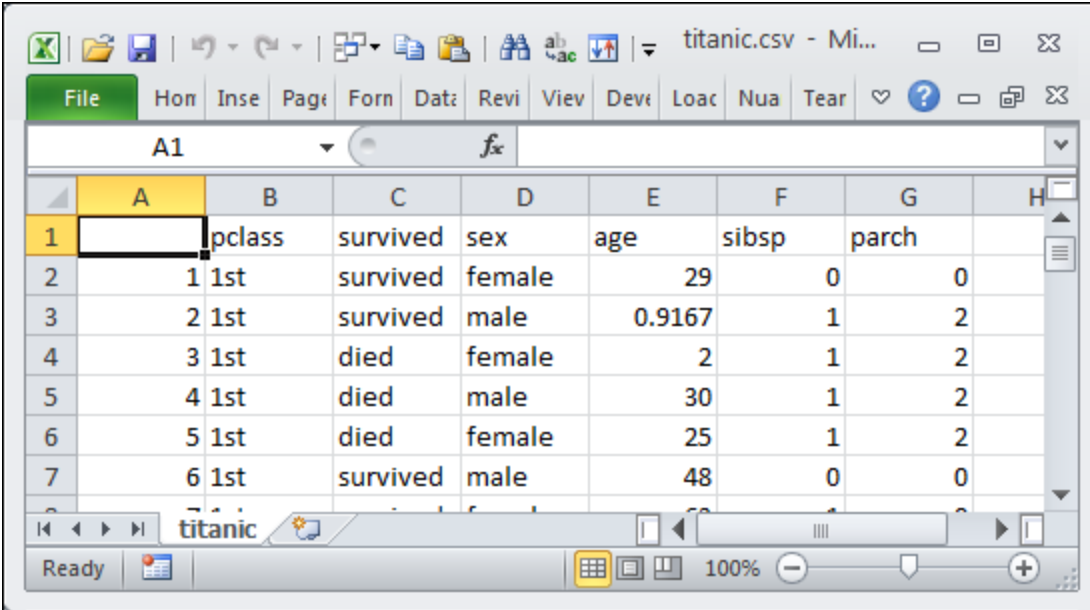 titanic.csv - Mi...
File Hon Inse Page Forn Data Revi Viev Deve Loac Nua Tear
A1 fx
A B C D E F G H
1 pclass survived sex age sibsp parch
2 1 1st survived female 29 0 0
3 2 1st survived male 0.9167 1 2
4 3 1st died female 2 1 2
5 4 1st died male 30 1 2
6 5 1st died female 25 1 2
7 6 1st survived male 48 0 0
titanic
Ready 100%